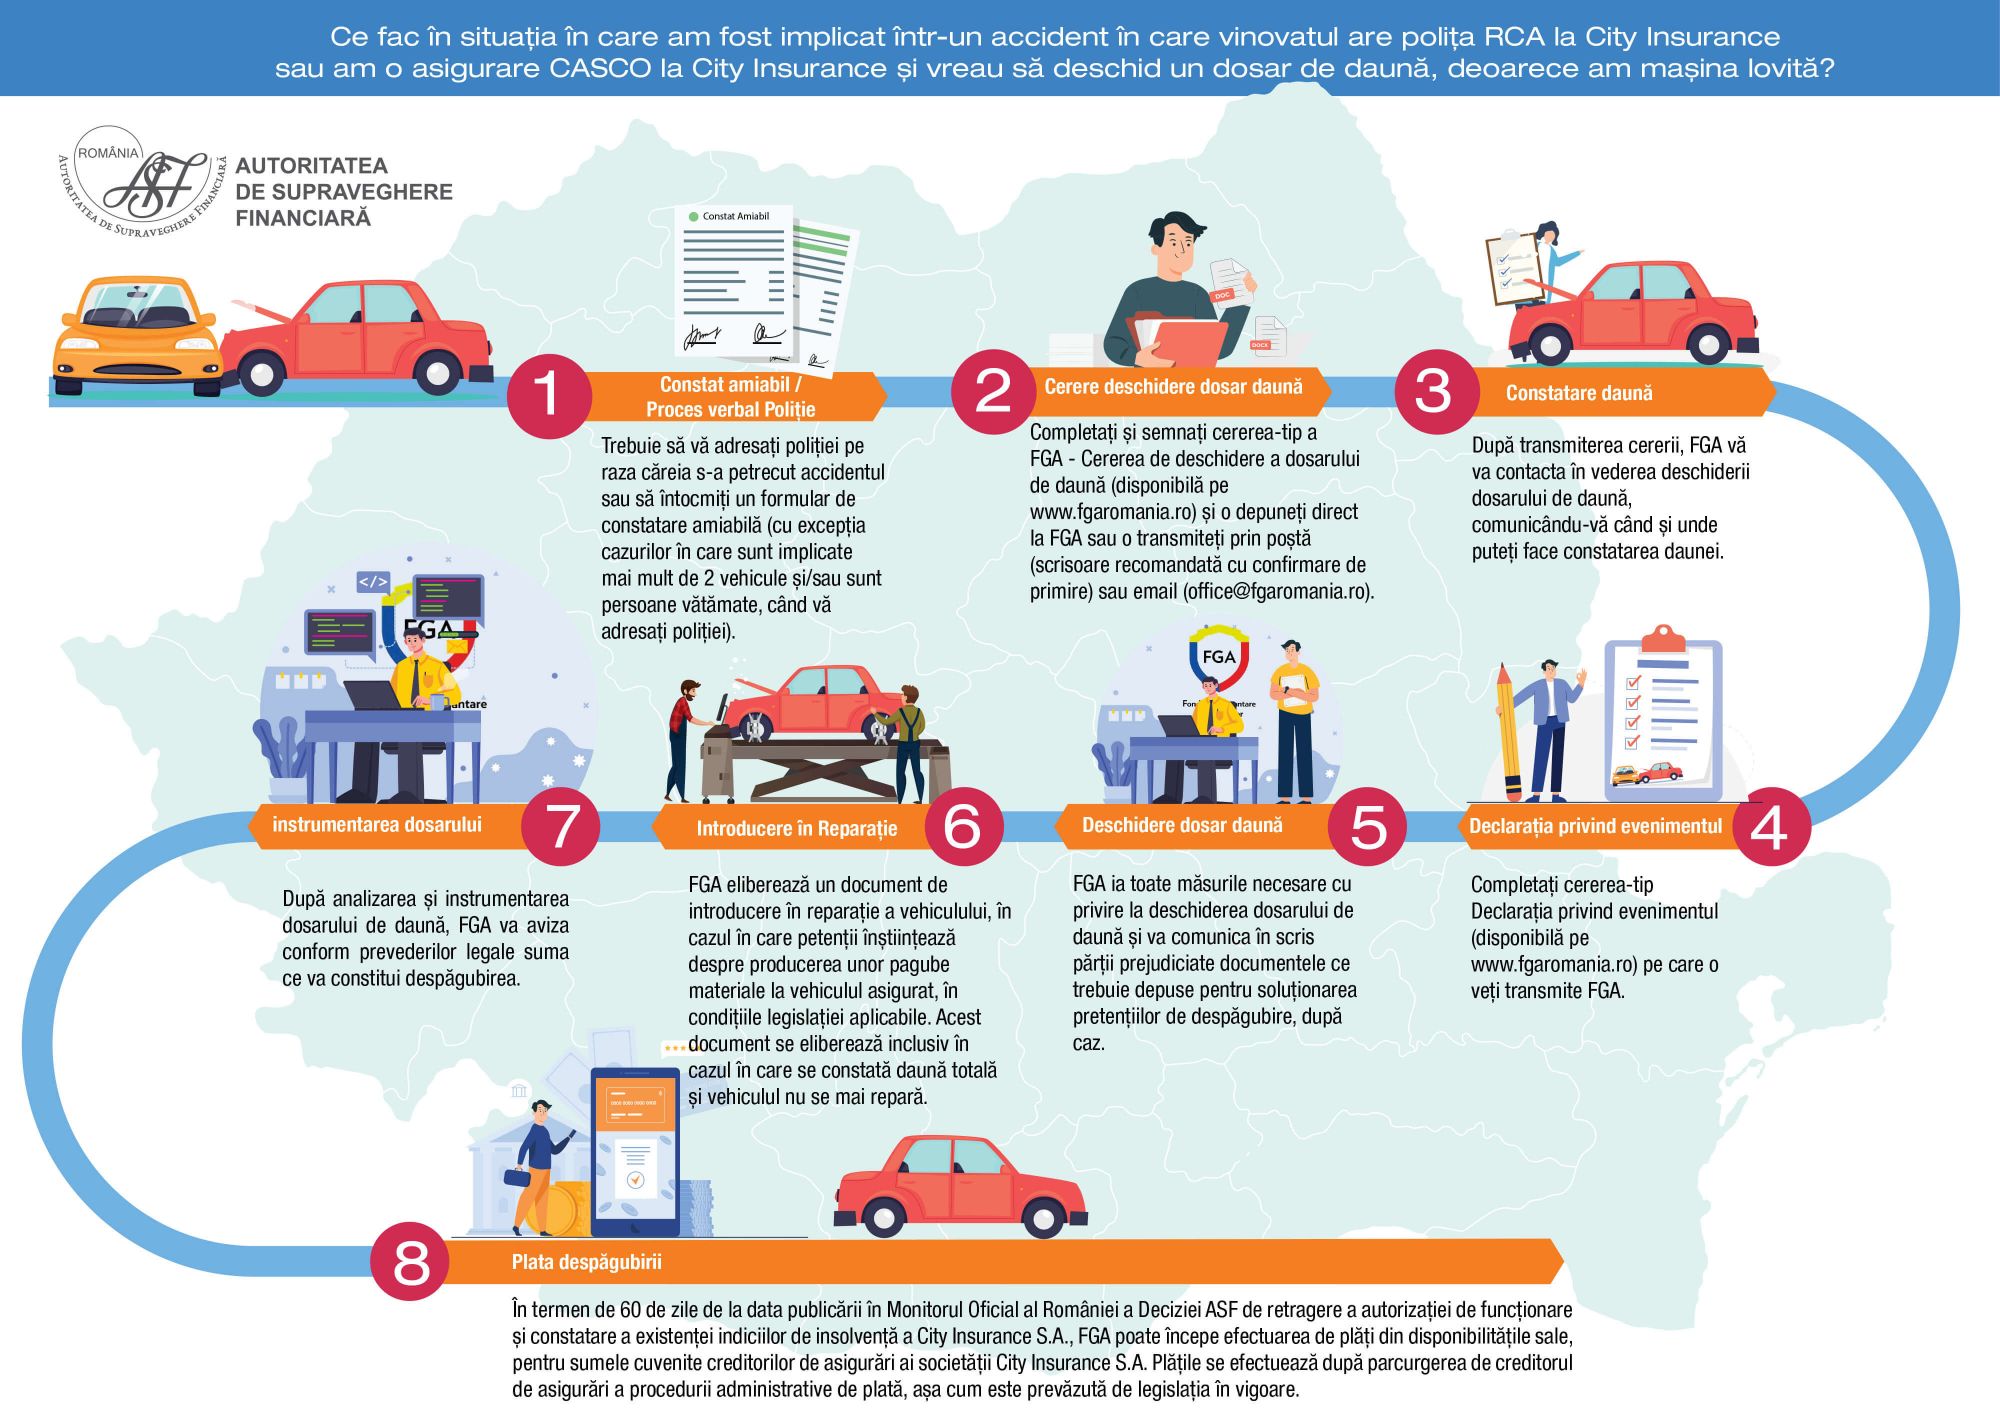 Ce fac în situația în care am fost implicat într-un accident în care vinovatul are polița RCA la City Insurance
sau am o asigurare CASCO la City Insurance și vreau să deschid un dosar de daună, deoarece am mașina lovită?
ROMÂNIA
AUTORITATEA DE SUPRAVEGHERE FINANCIARĂ
AUTORITATEA
DE SUPRAVEGHERE
FINANCIARĂ
Constat Amiabil
DOC
DOCX
1
Constat amiabil /
Proces verbal Poliție
Trebuie să vă adresați poliției pe
raza căreia s-a petrecut accidentul
sau să întocmiți un formular de
constatare amiabilă (cu excepția
cazurilor în care sunt implicate
mai mult de 2 vehicule și/sau sunt
persoane vătămate, când vă
adresați poliției).
2
Cerere deschidere dosar daună
Completați și semnați cererea-tip a
FGA - Cererea de deschidere a dosarului
de daună (disponibilă pe
www.fgaromania.ro) și o depuneți direct
la FGA sau o transmiteți prin poștă
(scrisoare recomandată cu confirmare de
primire) sau email (office@fgaromania.ro).
3
Constatare daună
După transmiterea cererii, FGA vă
va contacta în vederea deschiderii
dosarului de daună,
comunicându-vă când și unde
puteți face constatarea daunei.
4
Declarația privind evenimentul
Completați cererea-tip
Declarația privind evenimentul
(disponibilă pe
www.fgaromania.ro) pe care o
veți transmite FGA.
FGA
5
Deschidere dosar daună
FGA ia toate măsurile necesare cu
privire la deschiderea dosarului de
daună și va comunica în scris
părții prejudiciate documentele ce
trebuie depuse pentru soluționarea
pretențiilor de despăgubire, după
caz.
6
Introducere în Reparație
FGA eliberează un document de
introducere în reparație a vehiculului, în
cazul în care petenții înștiințează
despre producerea unor pagube
materiale la vehiculul asigurat, în
condițiile legislației aplicabile. Acest
document se eliberează inclusiv în
cazul în care se constată daună totală
și vehiculul nu se mai repară.
</>
FGA
antare
7
instrumentarea dosarului
După analizarea și instrumentarea
dosarului de daună, FGA va aviza
conform prevederilor legale suma
ce va constitui despăgubirea.
8
Plata despăgubirii
În termen de 60 de zile de la data publicării în Monitorul Oficial al României a Deciziei ASF de retragere a autorizației de funcționare
și constatare a existenței indiciilor de insolvență a City Insurance S.A., FGA poate începe efectuarea de plăți din disponibilitățile sale,
pentru sumele cuvenite creditorilor de asigurări ai societății City Insurance S.A. Plățile se efectuează după parcurgerea de creditorul
de asigurări a procedurii administrative de plată, așa cum este prevăzută de legislația în vigoare.